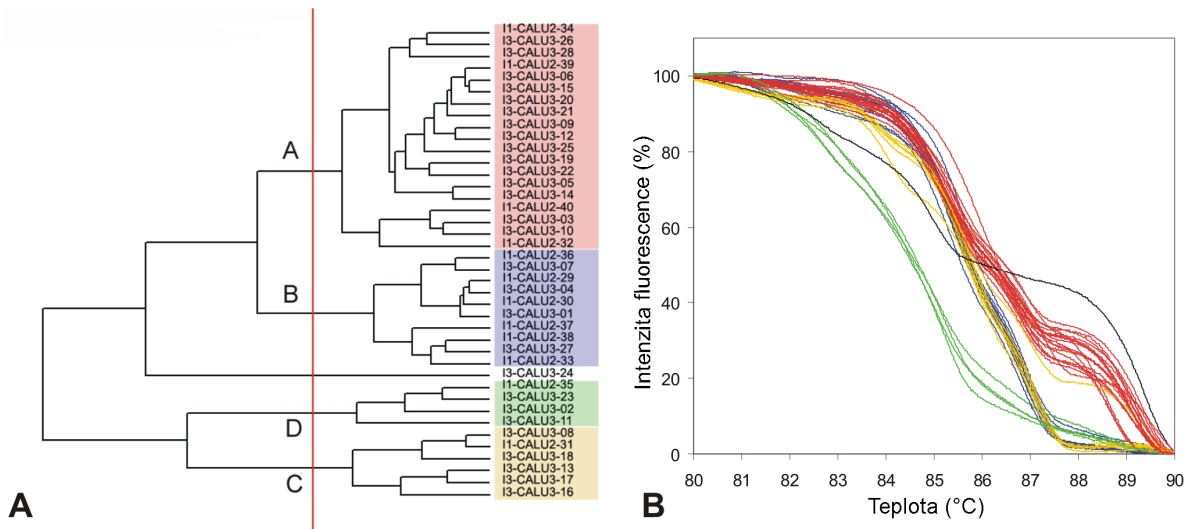 I1-CALU2-34
I3-CALU3-26
I3-CALU3-28
I1-CALU2-39
I3-CALU3-06
I3-CALU3-15
I3-CALU3-20
I3-CALU3-21
I3-CALU3-09
I3-CALU3-12
I3-CALU3-25
I3-CALU3-19
I3-CALU3-22
I3-CALU3-05
I3-CALU3-14
I1-CALU2-40
I3-CALU3-03
I3-CALU3-10
I1-CALU2-32
I1-CALU2-36
I3-CALU3-07
I1-CALU2-29
I3-CALU3-04
I1-CALU2-30
I3-CALU3-01
I1-CALU2-37
I1-CALU2-38
I3-CALU3-27
I1-CALU2-33
I3-CALU3-24
I1-CALU2-35
I3-CALU3-23
I3-CALU3-02
I3-CALU3-11
I3-CALU3-08
I1-CALU2-31
I3-CALU3-18
I3-CALU3-13
I3-CALU3-17
I3-CALU3-16
A
B
D
C
A
Intenzita fluorescence (%)
100
80
60
40
20
0
80 81 82 83 84 85 86 87 88 89 90
Teplota (°C)
B